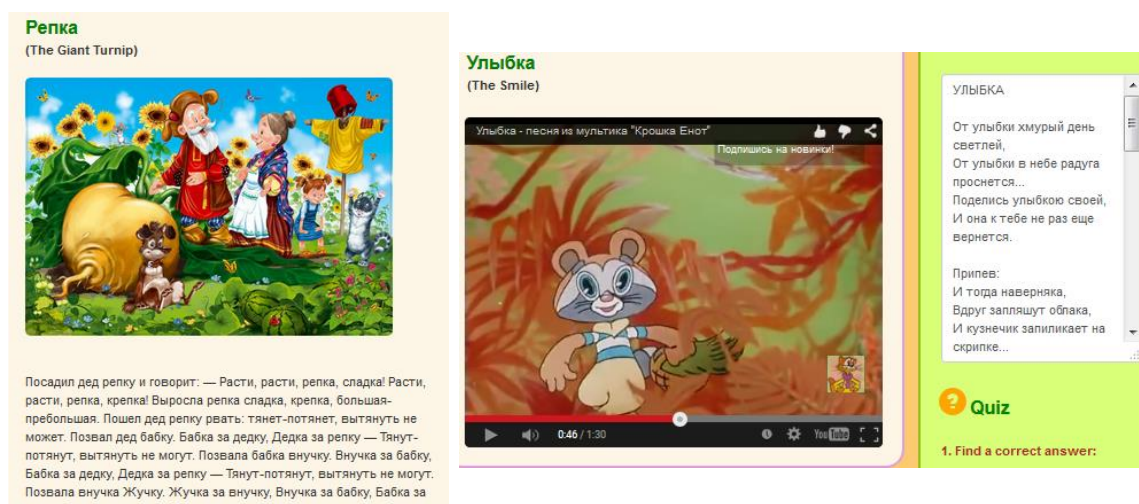 Репка
(The Giant Turnip)
Посадил дед репку и говорит: — Расти, расти, репка, сладка! Расти,
расти, репка, крепка! Выросла репка сладка, крепка, большая-
пребольшая. Пошел дед репку рвать: тянет-потянет, вытянуть не
может. Позвал дед бабку. Бабка за дедку, Дедка за репку — Тянут-
потянут, вытянуть не могут. Позвала бабка внучку. Внучка за бабку,
Бабка за дедку, Дедка за репку — Тянут-потянут, вытянуть не могут.
Позвала внучка Жучку. Жучка за внучку, Внучка за бабку, Бабка за
Улыбка
(The Smile)
Улыбка - песня из мультика "Крошка Енот"
Подпишись на новинки!
0:46 / 1:30
YouTube
УЛЫБКА
От улыбки хмурый день
светлей,
От улыбки в небе радуга
проснется...
Поделись улыбкою своей,
И она к тебе не раз еще
вернется.
Припев:
И тогда наверняка,
Вдруг запляшут облака,
И кузнечик запиликает на
скрипке...
? Quiz
1. Find a correct answer: